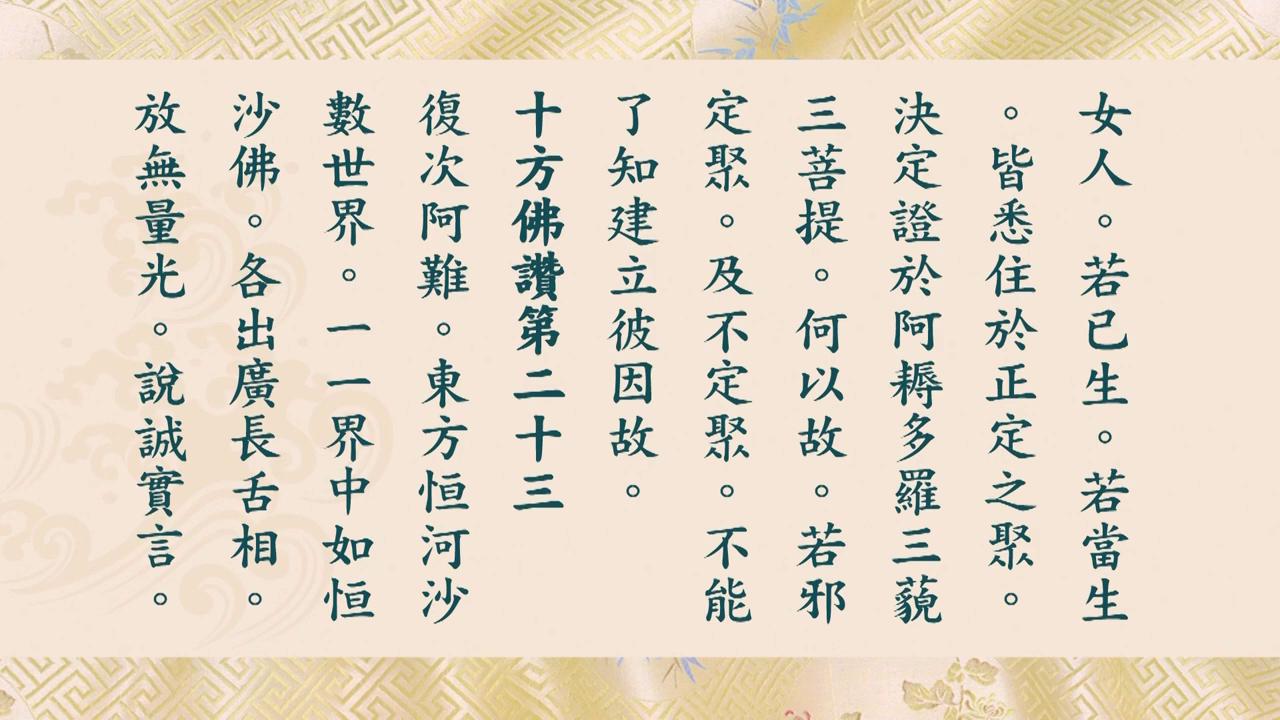 女人。若已生。若當生
。皆悉住於正定之聚。
決定證於阿耨多羅三藐
三菩提。何以故。若邪
定聚。及不定聚。不能
了知建立彼因故。
十方佛讚第二十三
復次阿難。東方恒河沙
數世界。一一界中如恒
沙佛。各出廣長舌相。
放無量光。說誠實言。